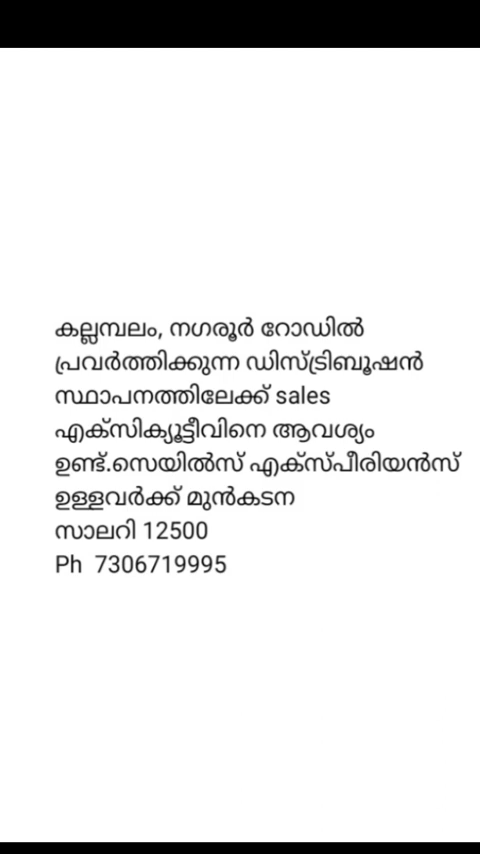 കല്ലമ്പലം, നഗരൂർ റോഡിൽ
പ്രവർത്തിക്കുന്ന ഡിസ്ട്രിബൂഷൻ
സ്ഥാപനത്തിലേക്ക് sales
എക്സിക്യൂട്ടീവിനെ ആവശ്യം
ഉണ്ട്.സെയിൽസ് എക്സ്പീരിയൻസ്
ഉള്ളവർക്ക് മുൻകടന
സാലറി 12500
Ph  7306719995